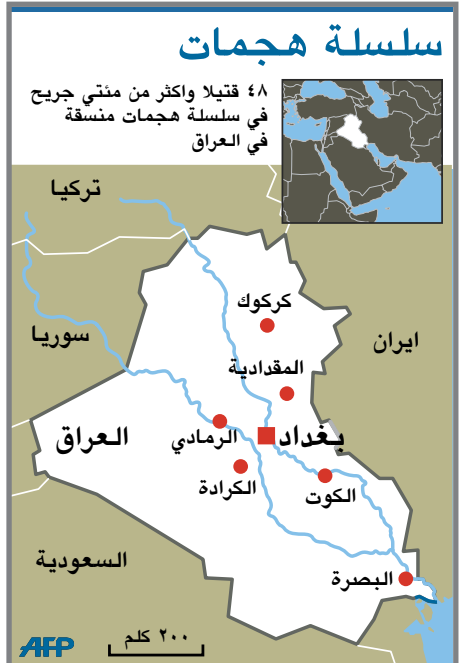 سلسلة هجمات
٤٨ قتيلا واكثر من مئتي جريح
في سلسلة هجمات منسقة
في العراق
تركيا
كركوك
سوريا
ايران
المقدادية
العراق
الرمادي
بغداد
الكرادة
الكوت
السعودية
البصرة
٢٠٠ كلم
AFP